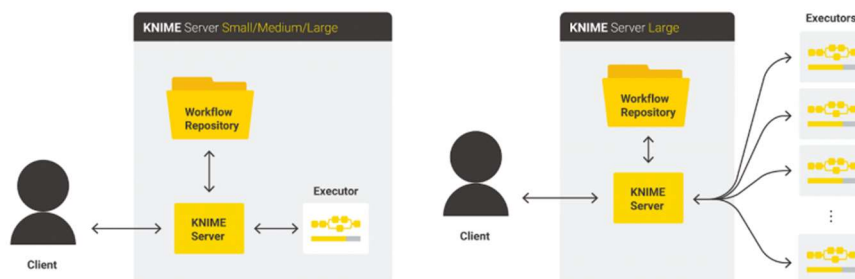 KNIME Server Small/Medium/Large
Workflow
Repository
Executor
KNIME
Server
Client
KNIME Server Large
Executors
Workflow
Repository
KNIME
Server
Client
⋮